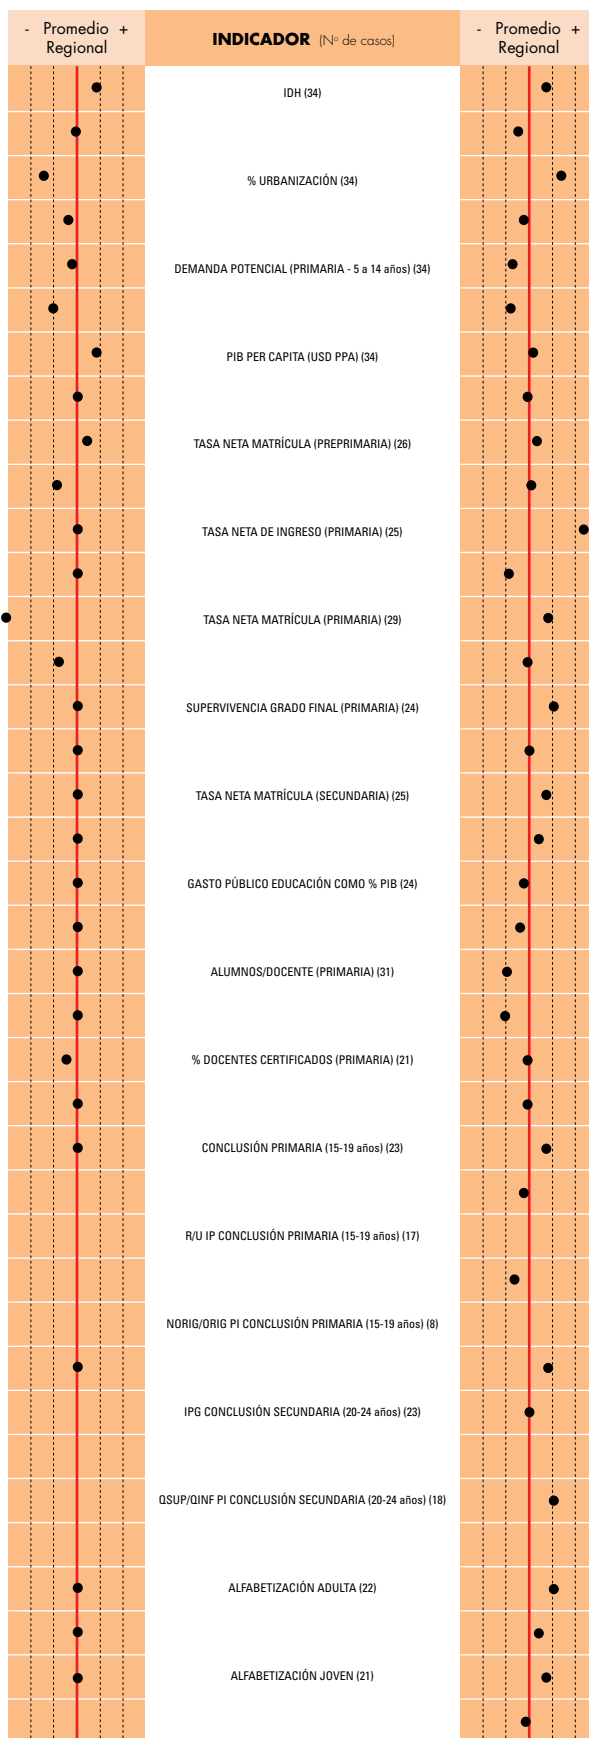 - Promedio +
Regional
INDICADOR (Nº de casos)
- Promedio +
Regional
IDH (34)
% URBANIZACIÓN (34)
DEMANDA POTENCIAL (PRIMARIA - 5 a 14 años) (34)
PIB PER CAPITA (USD PPA) (34)
TASA NETA MATRÍCULA (PREPRIMARIA) (26)
TASA NETA DE INGRESO (PRIMARIA) (25)
TASA NETA MATRÍCULA (PRIMARIA) (29)
SUPERVIVENCIA GRADO FINAL (PRIMARIA) (24)
TASA NETA MATRÍCULA (SECUNDARIA) (25)
GASTO PÚBLICO EDUCACIÓN COMO % PIB (24)
ALUMNOS/DOCENTE (PRIMARIA) (31)
% DOCENTES CERTIFICADOS (PRIMARIA) (21)
CONCLUSIÓN PRIMARIA (15-19 años) (23)
R/U IP CONCLUSIÓN PRIMARIA (15-19 años) (17)
NORIG/ORIG PI CONCLUSIÓN PRIMARIA (15-19 años) (8)
IPG CONCLUSIÓN SECUNDARIA (20-24 años) (23)
QSUP/QINF PI CONCLUSIÓN SECUNDARIA (20-24 años) (18)
ALFABETIZACIÓN ADULTA (22)
ALFABETIZACIÓN JOVEN (21)